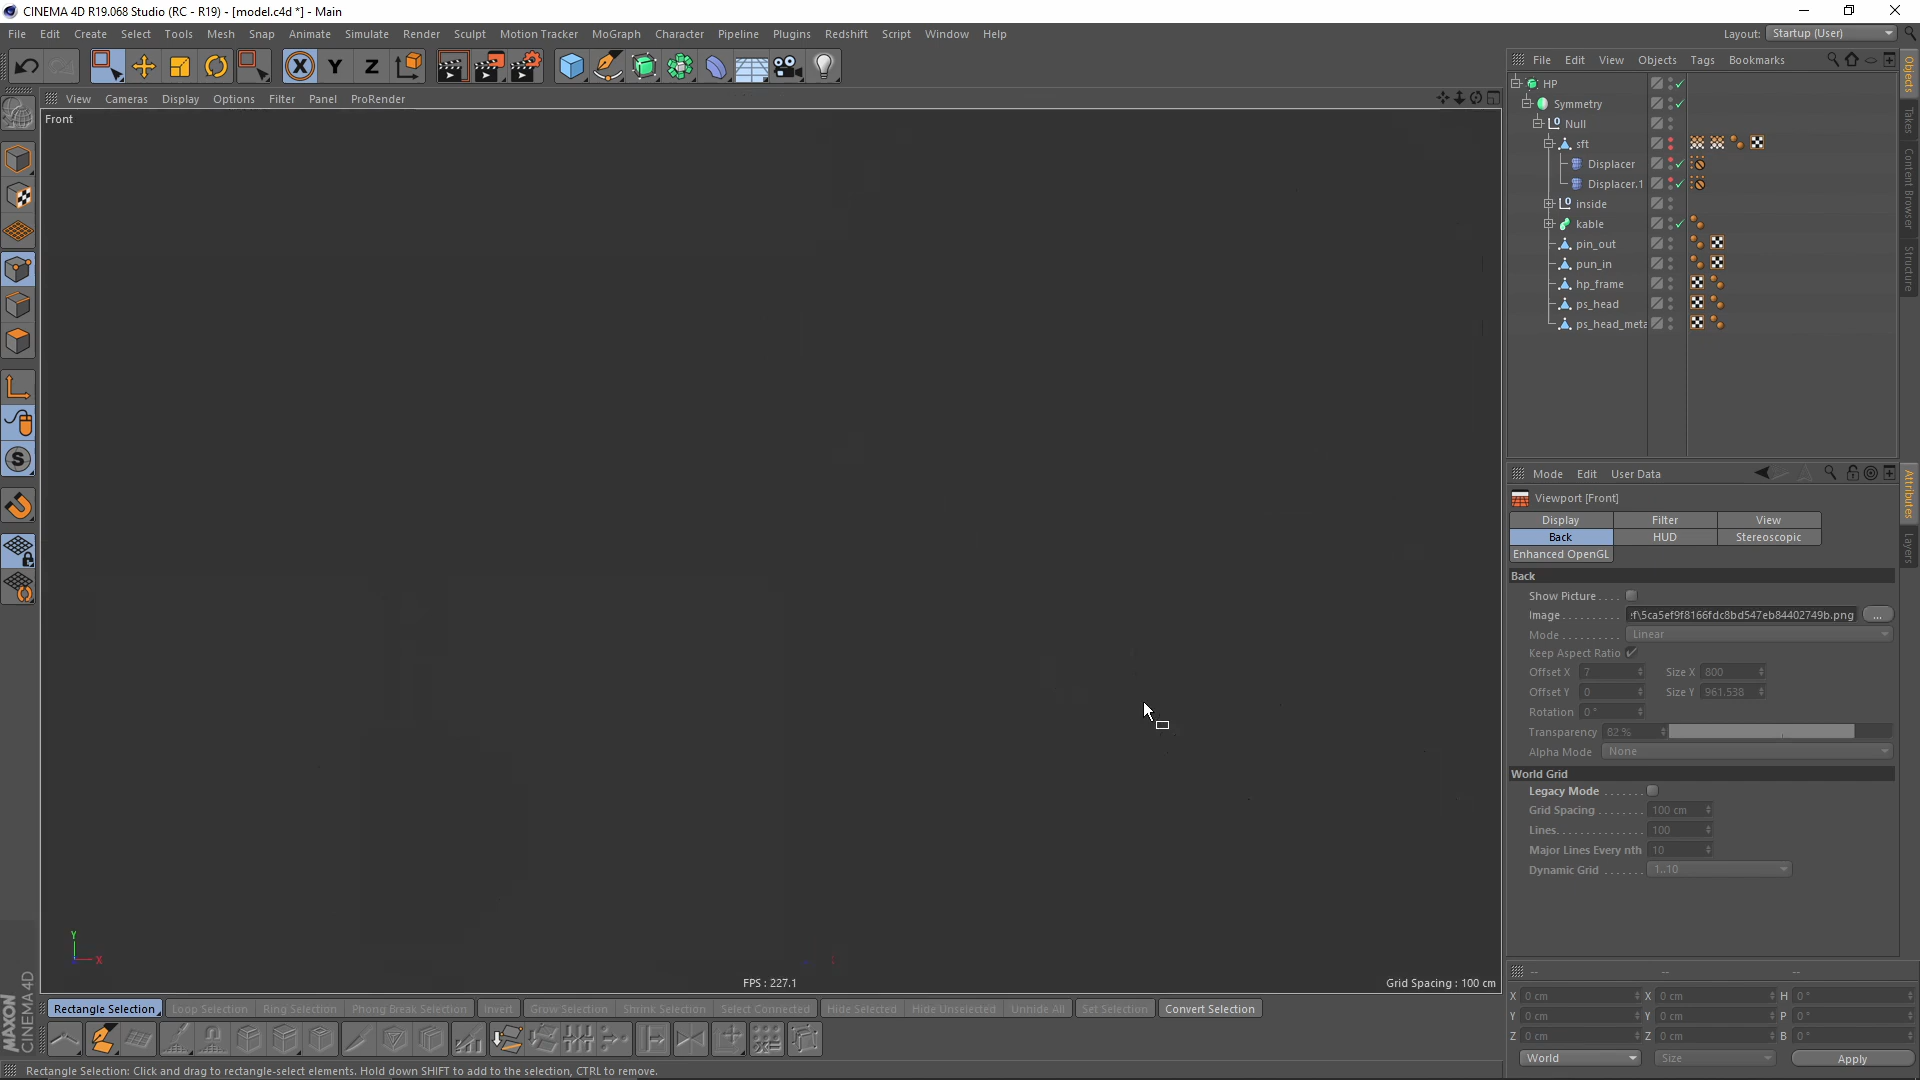 CINEMA 4D R19.068 Studio (RC - R19) - [model.c4d *] - Main
File Edit Create Select Tools Mesh Snap Animate Simulate Render Sculpt Motion Tracker MoGraph Character Pipeline Plugins Redshift Script Window Help
Layout: Startup (User)
X Y Z
File Edit View Objects Tags Bookmarks
View Cameras Display Options Filter Panel ProRender
Front
HP
Symmetry
Null
sft
Displacer
Displacer.1
inside
kable
pin_out
pun_in
hp_frame
ps_head
ps_head_meta
Objects
Takes
Content Browser
Structure
Mode Edit User Data
Viewport [Front]
Display Filter View
Back HUD Stereoscopic
Enhanced OpenGL
Attributes
Layers
Back
Show Picture . . . .
Image . . . . . . . . . . f\5ca5ef9f8166fdc8bd547eb84402749b.png ...
Mode . . . . . . . . . . Linear
Keep Aspect Ratio
Offset X 7 Size X 800
Offset Y 0 Size Y 961.538
Rotation 0 °
Transparency 82 %
Alpha Mode None
World Grid
Legacy Mode . . . . . . .
Grid Spacing . . . . . . . . 100 cm
Lines. . . . . . . . . . . . . . . 100
Major Lines Every nth 10
Dynamic Grid . . . . . . . 1..10
Y
X
FPS : 227.1
Grid Spacing : 100 cm
-- -- --
X 0 cm X 0 cm H 0 °
Y 0 cm Y 0 cm P 0 °
Z 0 cm Z 0 cm B 0 °
World Size Apply
Rectangle Selection Loop Selection Ring Selection Phong Break Selection Invert Grow Selection Shrink Selection Select Connected Hide Selected Hide Unselected Unhide All Set Selection Convert Selection
MAXON
CINEMA 4D
Rectangle Selection: Click and drag to rectangle-select elements. Hold down SHIFT to add to the selection, CTRL to remove.